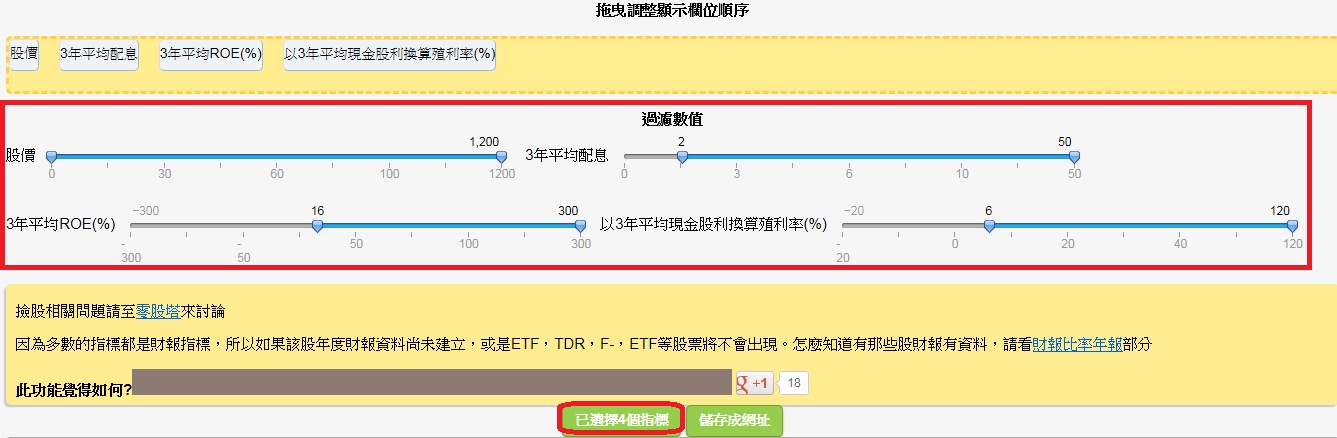 拖曳調整顯示欄位順序
股價 3年平均配息 3年平均ROE(%) 以3年平均現金股利換算殖利率(%)
過濾數值
股價 1,200 0 30 60 100 1200
3年平均配息 2 50 0 3 6 10 50
3年平均ROE(%) −300 16 300 -300 -50 50 100 300
以3年平均現金股利換算殖利率(%) −20 6 120 -20 0 20 40 120
撿股相關問題請至零股塔來討論
因為多數的指標都是財報指標，所以如果該股年度財報資料尚未建立，或是ETF，TDR，F-，ETF等股票將不會出現。怎麼知道有那些股財報有資料，請看財報比率年報部分
此功能覺得如何? g +1 18
已選擇4個指標 儲存成網址